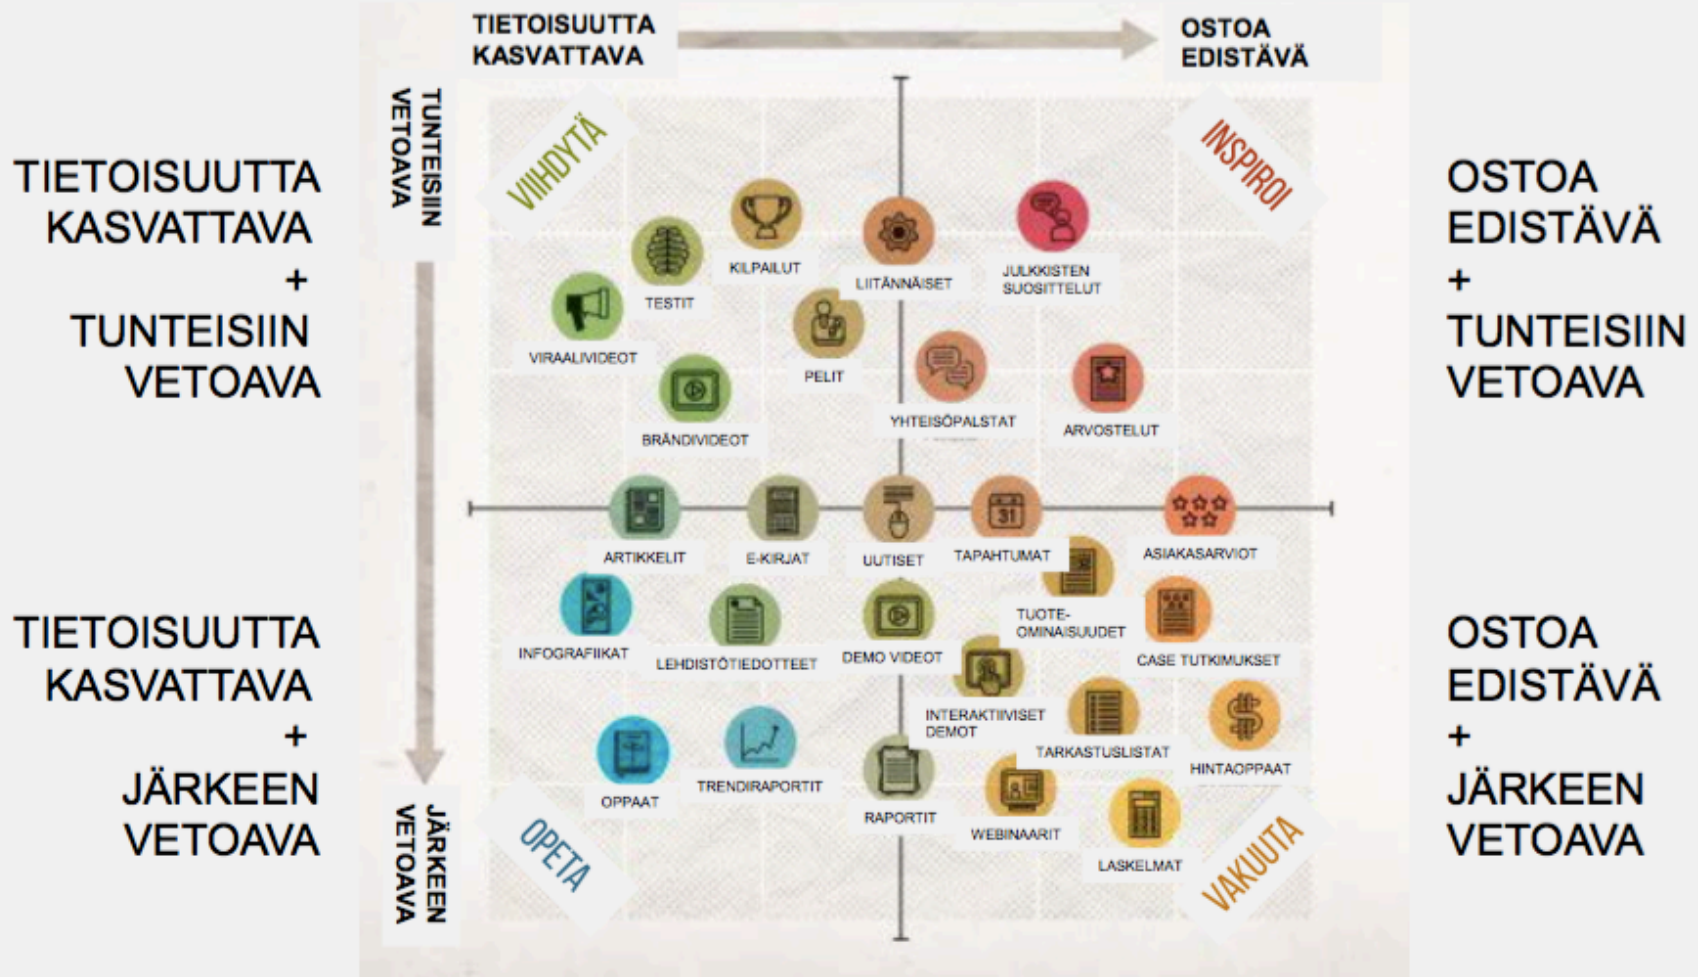 TIETOISUUTTA
KASVATTAVA
OSTOA
EDISTÄVÄ
TUNTEISIIN
VETOAVA
VIIHDYTÄ
INSPIROI
TIETOISUUTTA
KASVATTAVA
+
TUNTEISIIN
VETOAVA
OSTOA
EDISTÄVÄ
+
TUNTEISIIN
VETOAVA
KILPAILUT
LIITÄNNÄISET
JULKKISTEN
SUOSITTELUT
TESTIT
VIRAALIVIDEOT
PELIT
YHTEISÖPALSTAT
ARVOSTELUT
BRÄNDIVIDEOT
31
ARTIKKELIT
E-KIRJAT
UUTISET
TAPAHTUMAT
ASIAKASARVIOT
TUOTE-
OMINAISUUDET
INFOGRAFIIKAT
LEHDISTÖTIEDOTTEET
DEMO VIDEOT
CASE TUTKIMUKSET
INTERAKTIIVISET
DEMOT
TARKASTUSLISTAT
HINTAOPPAAT
OPPAAT
TRENDIRAPORTIT
RAPORTIT
WEBINAARIT
LASKELMAT
TIETOISUUTTA
KASVATTAVA
+
JÄRKEEN
VETOAVA
OSTOA
EDISTÄVÄ
+
JÄRKEEN
VETOAVA
JÄRKEEN
VETOAVA
OPETA
VAKUUTA